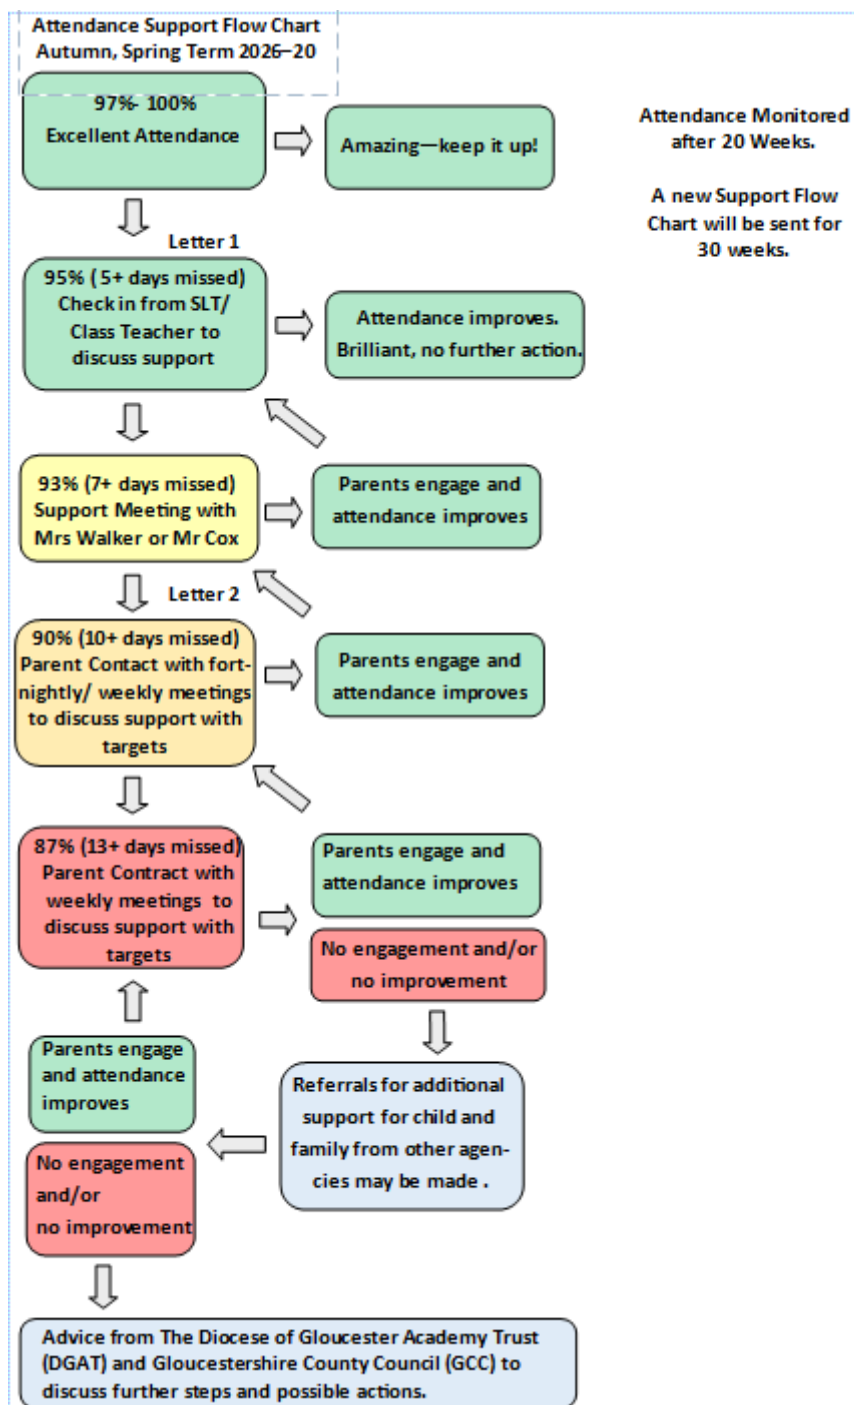 Attendance Support Flow Chart
Autumn, Spring Term 2026–20
97%- 100%
Excellent Attendance
Amazing—keep it up!
Attendance Monitored
after 20 Weeks.
A new Support Flow
Chart will be sent for
30 weeks.
Letter 1
95% ( 5+ days missed)
Check in from SLT/
Class Teacher to
discuss support
Attendance improves.
Brilliant, no further action.
93% (7+ days missed)
Support Meeting with
Mrs Walker or Mr Cox
Parents engage and
attendance improves
Letter 2
90% (10+ days missed)
Parent Contact with fort-
nightly/ weekly meetings
to discuss support with
targets
Parents engage and
attendance improves
87% (13+ days missed)
Parent Contract with
weekly meetings to
discuss support with
targets
Parents engage and
attendance improves
No engagement and/or
no improvement
Parents engage
and attendance
improves
No engagement
and/or
no improvement
Referrals for additional
support for child and
family from other agen-
cies may be made .
Advice from The Diocese of Gloucester Academy Trust
(DGAT) and Gloucestershire County Council (GCC) to
discuss further steps and possible actions.